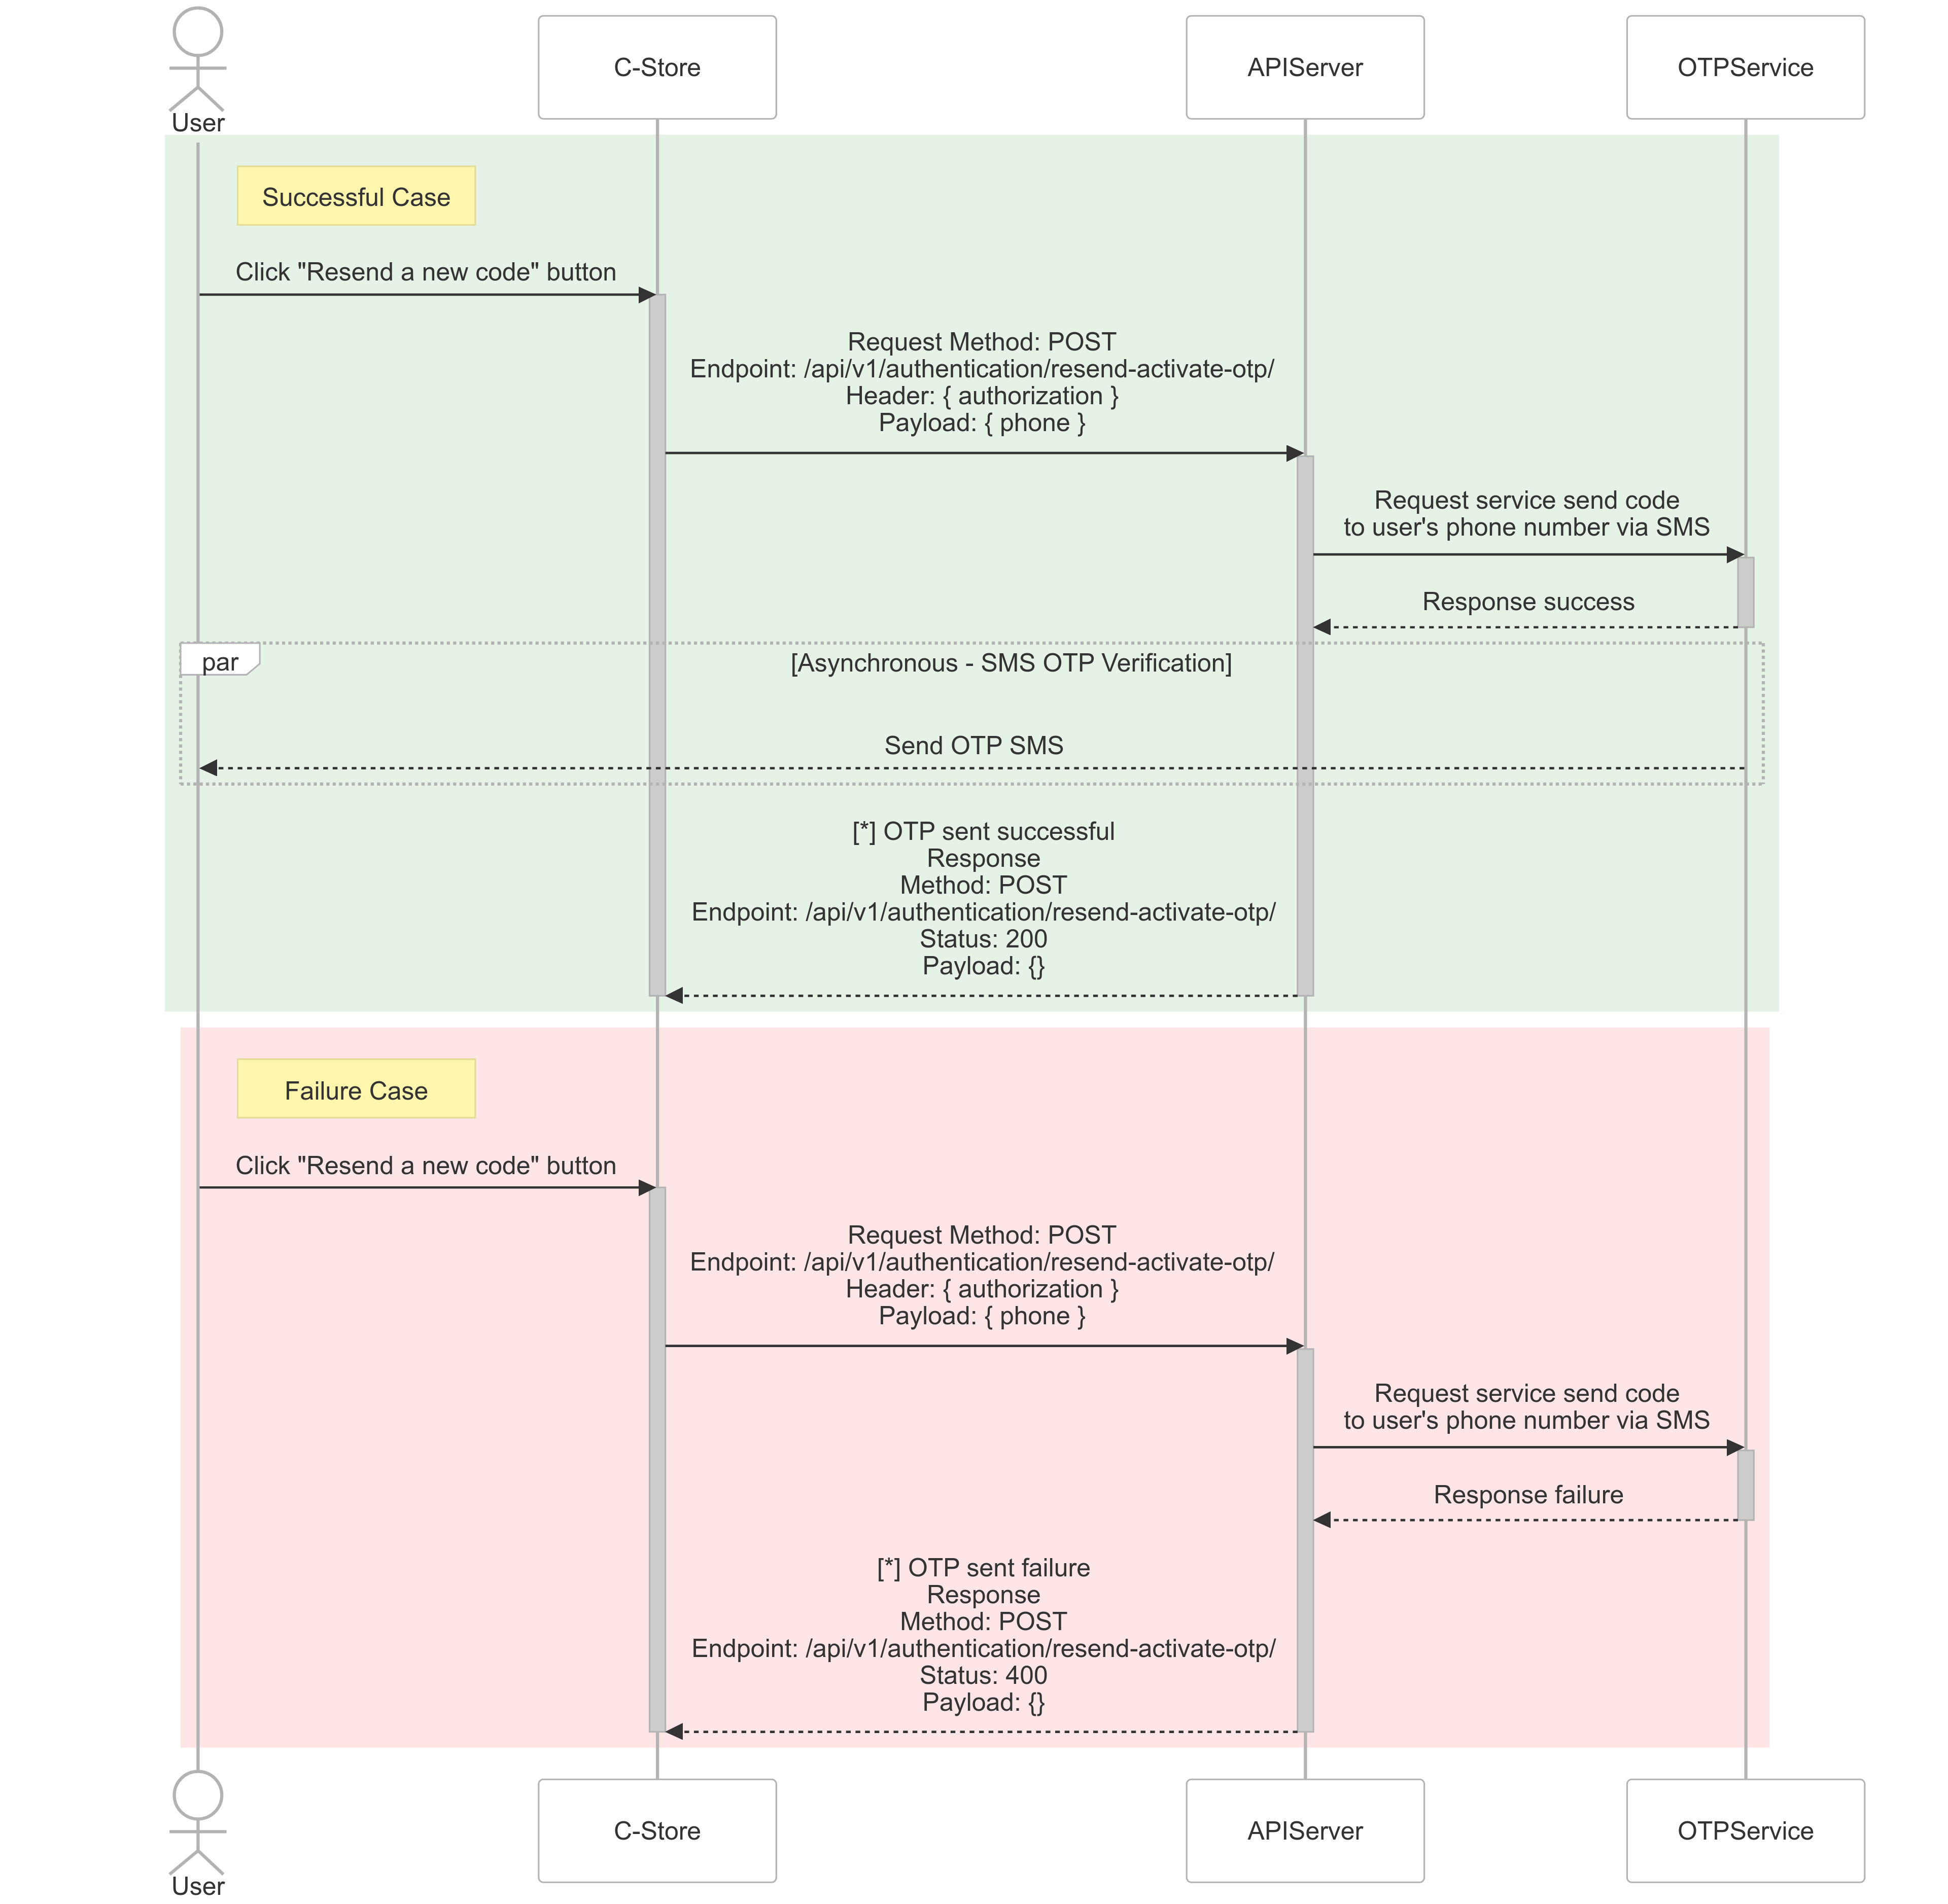 User
C-Store
APIServer
OTPService
Successful Case
Click "Resend a new code" button
Request Method: POST
Endpoint: /api/v1/authentication/resend-activate-otp/
Header: { authorization }
Payload: { phone }
Request service send code
to user's phone number via SMS
Response success
par
[Asynchronous - SMS OTP Verification]
Send OTP SMS
[*] OTP sent successful
Response
Method: POST
Endpoint: /api/v1/authentication/resend-activate-otp/
Status: 200
Payload: {}
Failure Case
Click "Resend a new code" button
Request Method: POST
Endpoint: /api/v1/authentication/resend-activate-otp/
Header: { authorization }
Payload: { phone }
Request service send code
to user's phone number via SMS
Response failure
[*] OTP sent failure
Response
Method: POST
Endpoint: /api/v1/authentication/resend-activate-otp/
Status: 400
Payload: {}
User
C-Store
APIServer
OTPService